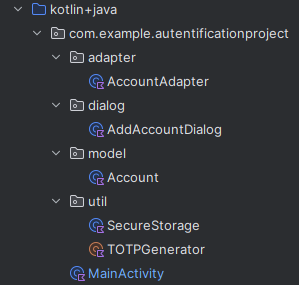 kotlin+java
com.example.autentificationproject
adapter
AccountAdapter
dialog
AddAccountDialog
model
Account
util
SecureStorage
TOTPGenerator
MainActivity